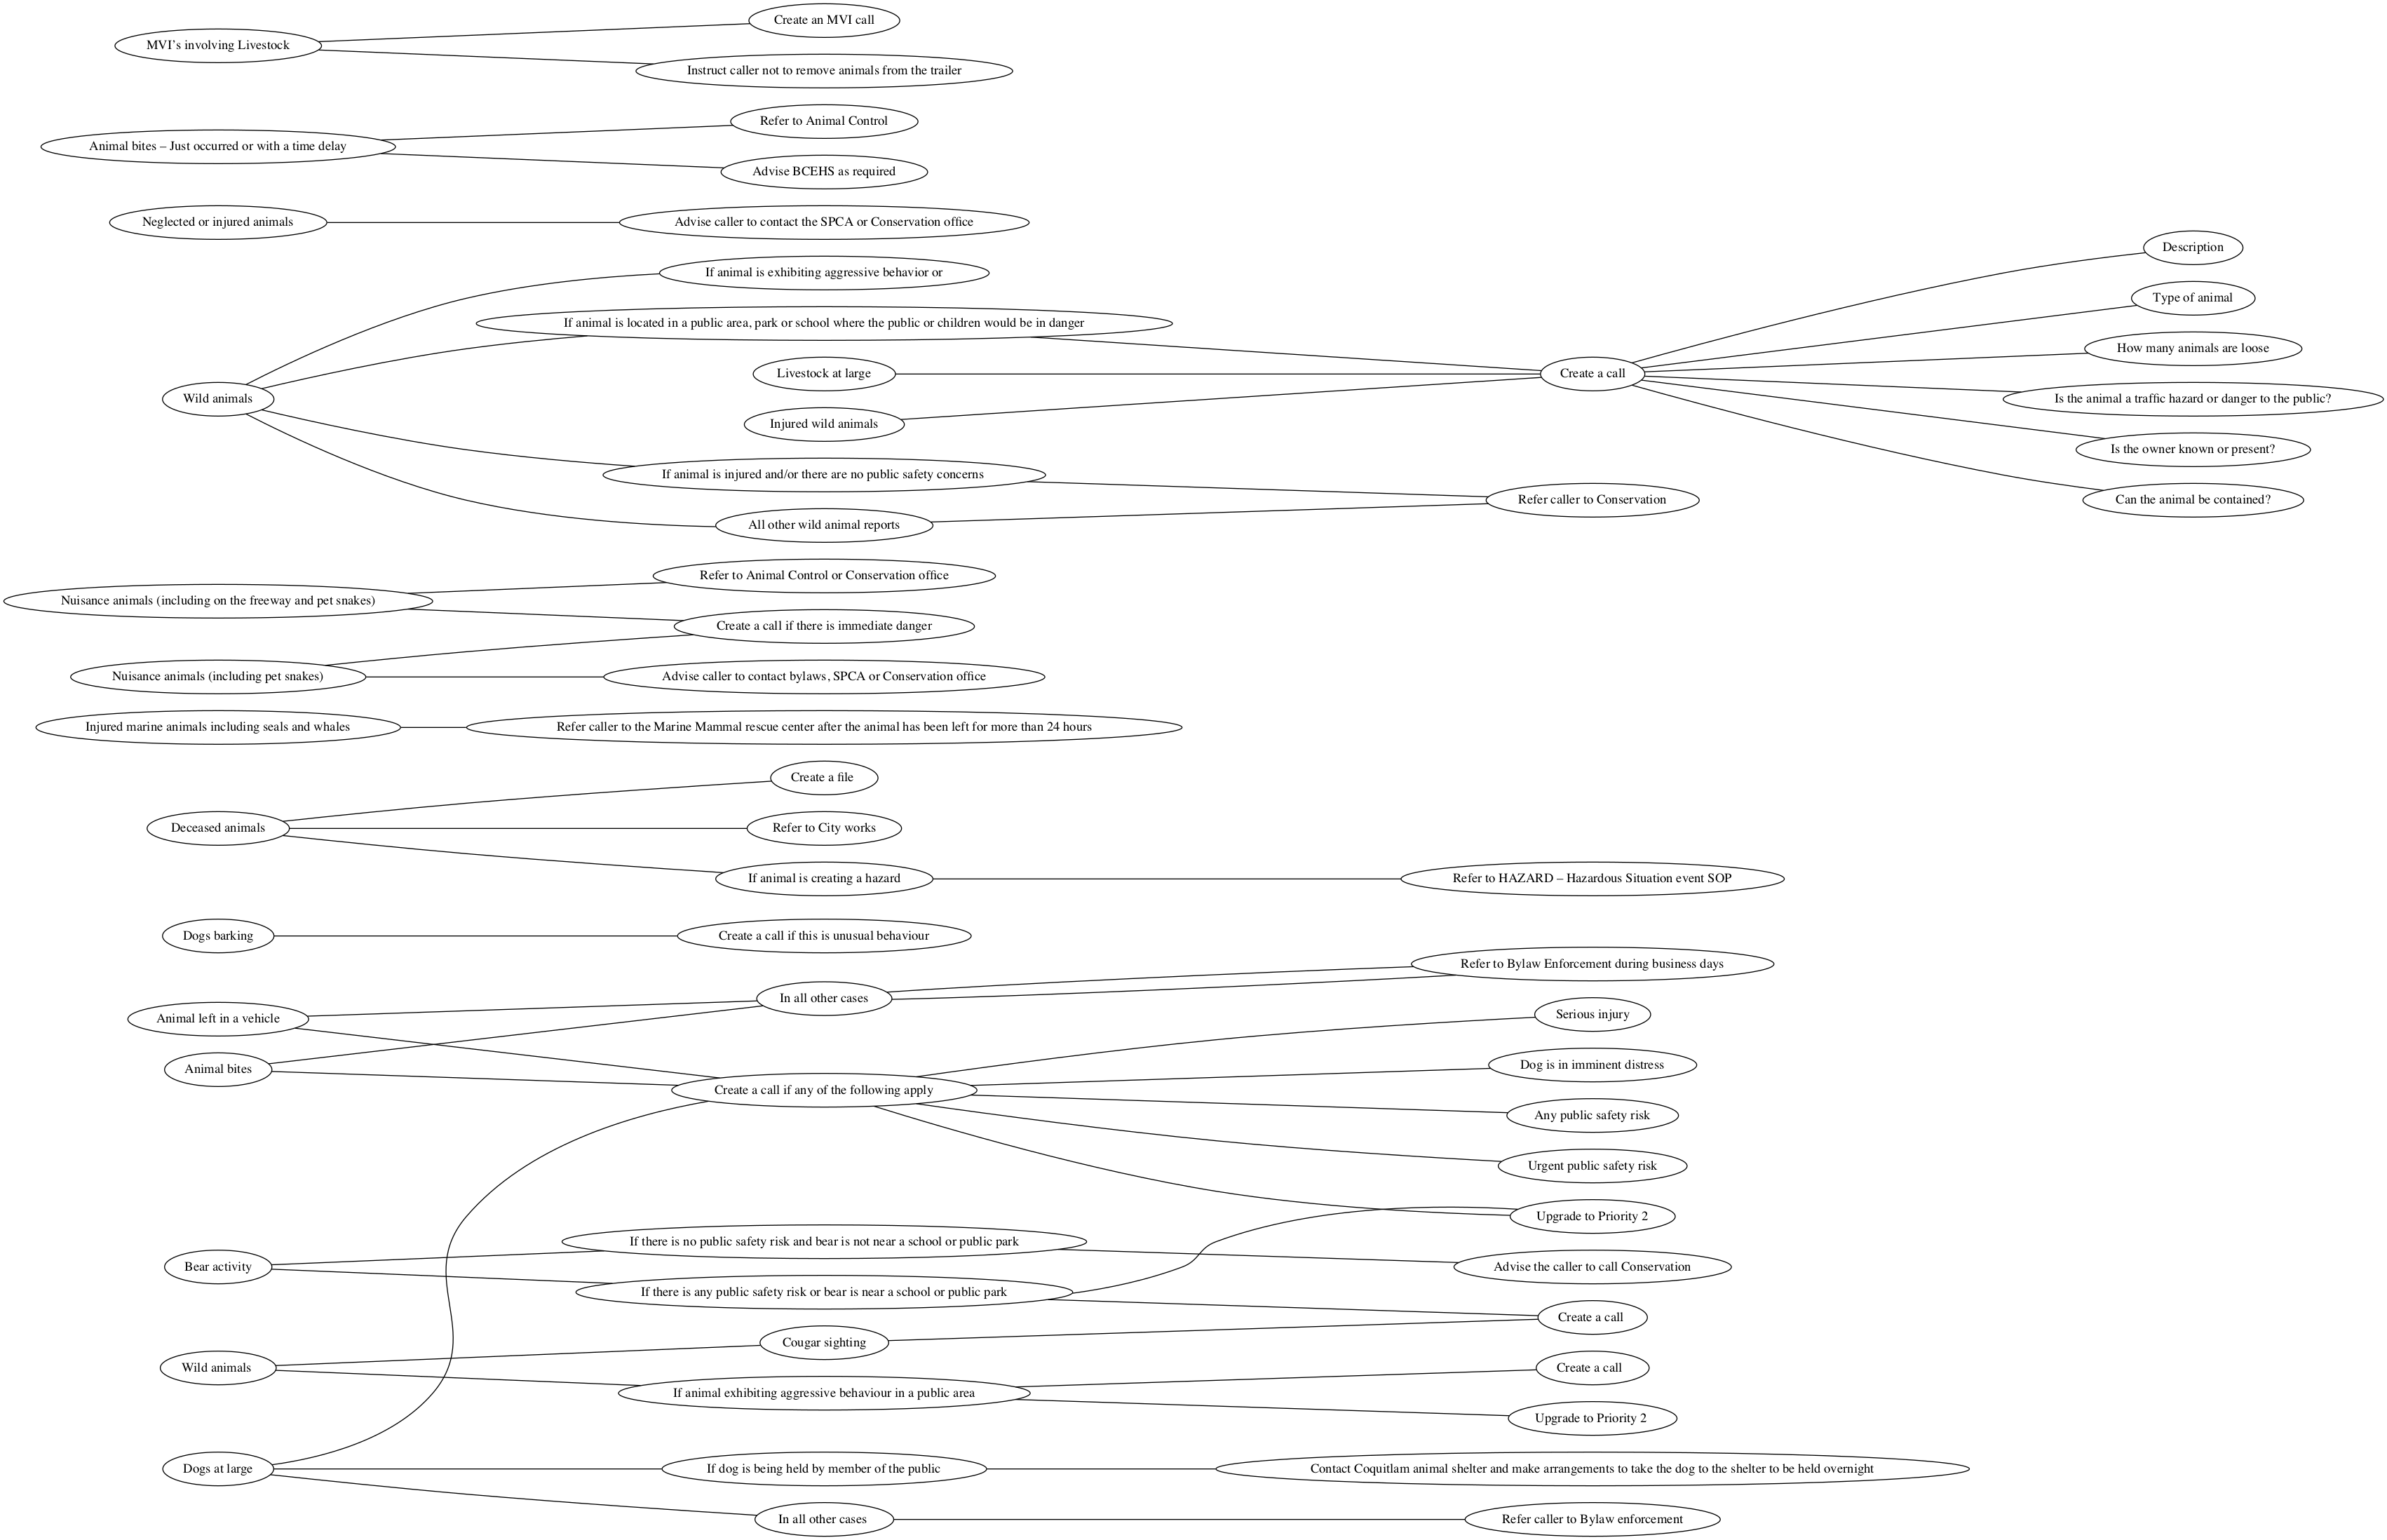 Create an MVI call
MVI's involving Livestock
Instruct caller not to remove animals from the trailer
Refer to Animal Control
Animal bites – Just occurred or with a time delay
Advise BCEHS as required
Neglected or injured animals
Advise caller to contact the SPCA or Conservation office
Description
If animal is exhibiting aggressive behavior or
Type of animal
If animal is located in a public area, park or school where the public or children would be in danger
How many animals are loose
Livestock at large
Create a call
Wild animals
Is the animal a traffic hazard or danger to the public?
Injured wild animals
Is the owner known or present?
If animal is injured and/or there are no public safety concerns
Refer caller to Conservation
Can the animal be contained?
All other wild animal reports
Refer to Animal Control or Conservation office
Nuisance animals (including on the freeway and pet snakes)
Create a call if there is immediate danger
Nuisance animals (including pet snakes)
Advise caller to contact bylaws, SPCA or Conservation office
Injured marine animals including seals and whales
Refer caller to the Marine Mammal rescue center after the animal has been left for more than 24 hours
Create a file
Deceased animals
Refer to City works
If animal is creating a hazard
Refer to HAZARD – Hazardous Situation event SOP
Dogs barking
Create a call if this is unusual behaviour
Refer to Bylaw Enforcement during business days
In all other cases
Serious injury
Animal left in a vehicle
Dog is in imminent distress
Animal bites
Create a call if any of the following apply
Any public safety risk
Urgent public safety risk
Upgrade to Priority 2
If there is no public safety risk and bear is not near a school or public park
Bear activity
Advise the caller to call Conservation
If there is any public safety risk or bear is near a school or public park
Create a call
Cougar sighting
Wild animals
Create a call
If animal exhibiting aggressive behaviour in a public area
Upgrade to Priority 2
Dogs at large
If dog is being held by member of the public
Contact Coquitlam animal shelter and make arrangements to take the dog to the shelter to be held overnight
In all other cases
Refer caller to Bylaw enforcement